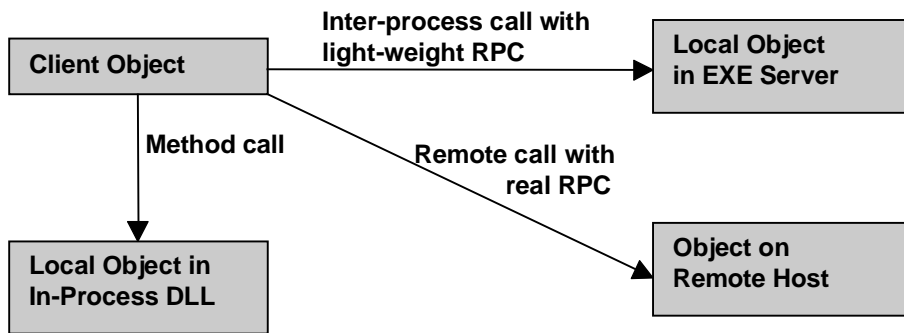 Client Object
Inter-process call with
light-weight RPC
Local Object
in EXE Server
Method call
Remote call with
real RPC
Local Object in
In-Process DLL
Object on
Remote Host